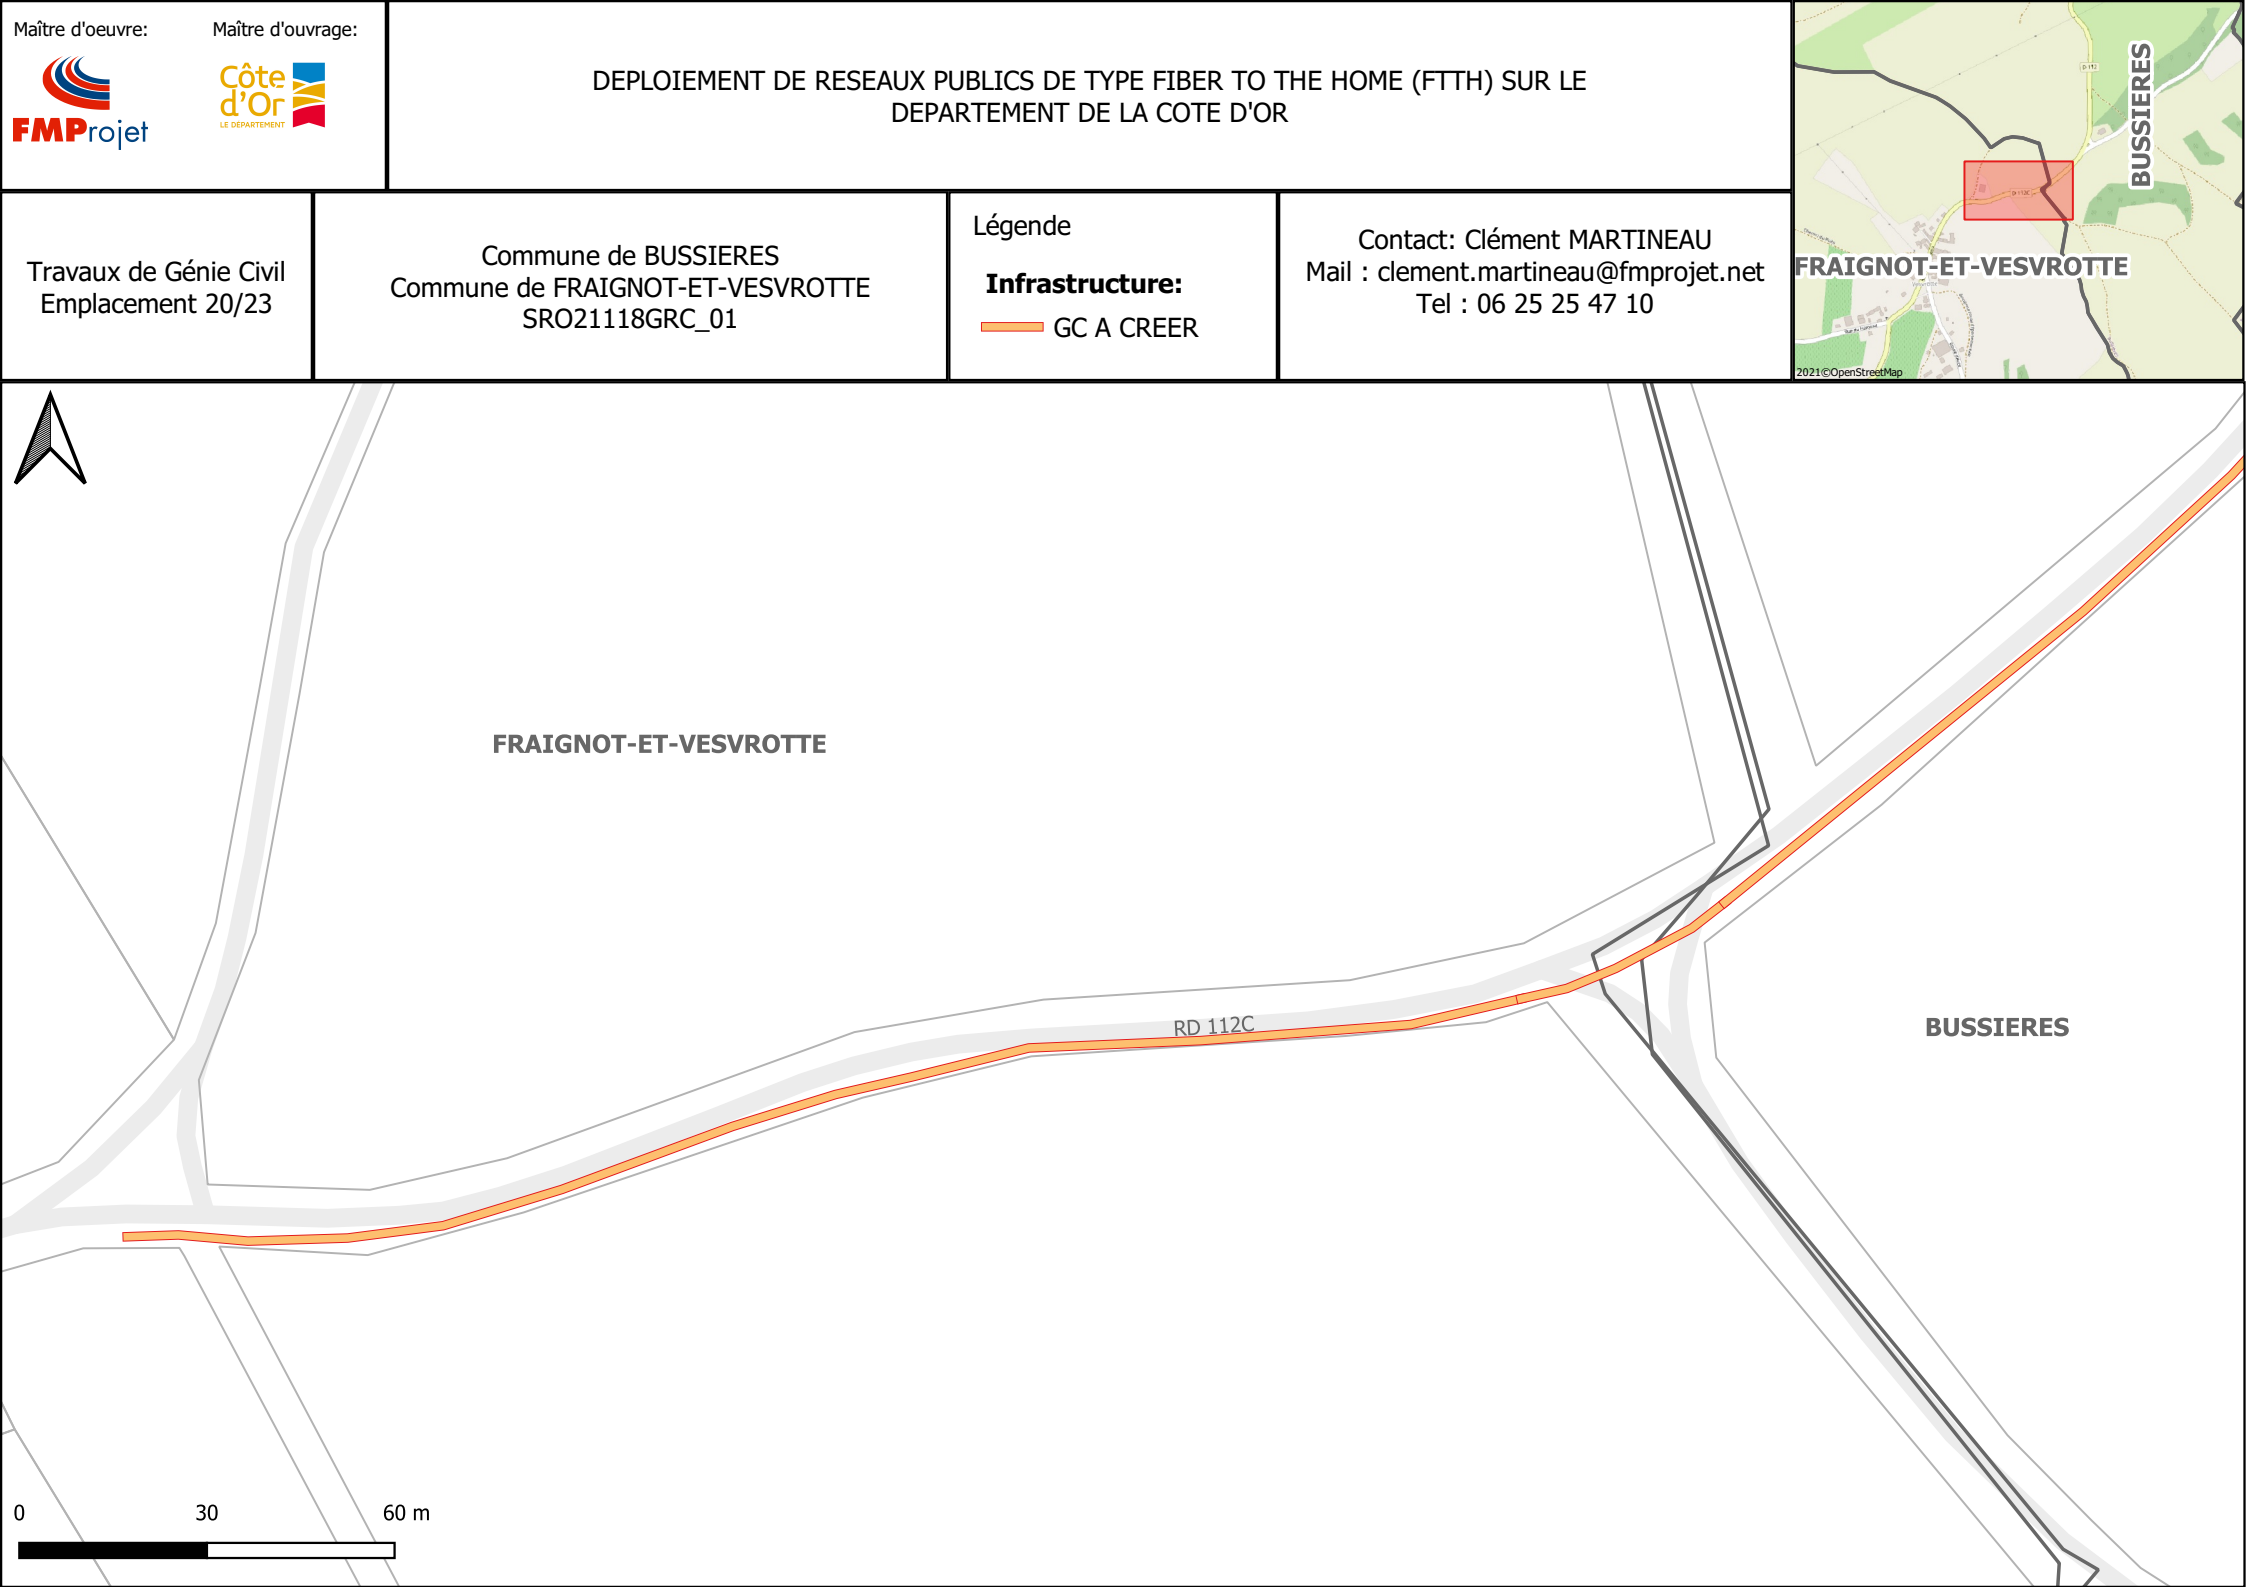 Maître d'oeuvre:
Maître d'ouvrage:
FMProjet
Côte
d'Or
LE DÉPARTEMENT
DEPLOIEMENT DE RESEAUX PUBLICS DE TYPE FIBER TO THE HOME (FTTH) SUR LE
DEPARTEMENT DE LA COTE D'OR
Travaux de Génie Civil
Emplacement 20/23
Commune de BUSSIERES
Commune de FRAIGNOT-ET-VESVROTTE
SRO21118GRC_01
Légende
Infrastructure:
GC A CREER
Contact: Clément MARTINEAU
Mail : clement.martineau@fmprojet.net
Tel : 06 25 25 47 10
D 112
BUSSIERES
D 112C
FRAIGNOT-ET-VESVROTTE
2021©OpenStreetMap
FRAIGNOT-ET-VESVROTTE
RD 112C
BUSSIERES
0 30 60 m